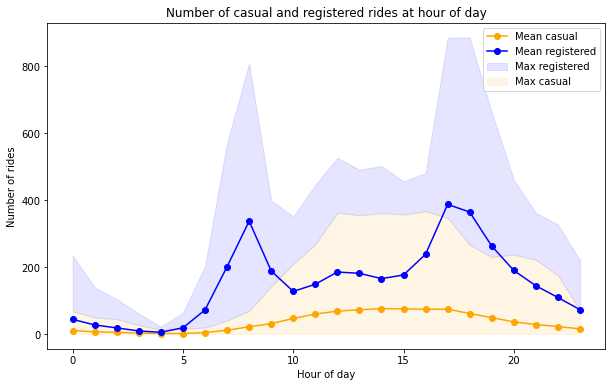 Number of casual and registered rides at hour of day
Number of rides
800
600
400
200
0
Mean casual
Mean registered
Max registered
Max casual
0 5 10 15 20
Hour of day